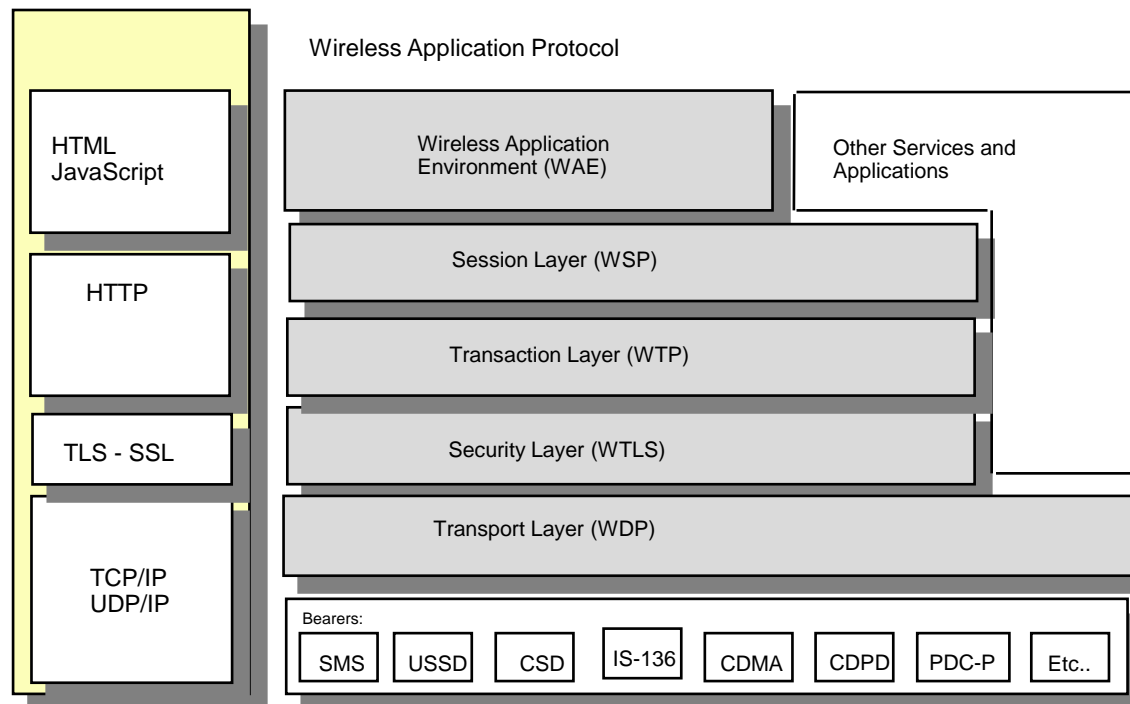 Wireless Application Protocol
HTML
JavaScript
HTTP
TLS - SSL
TCP/IP
UDP/IP
Wireless Application
Environment (WAE)
Other Services and
Applications
Session Layer (WSP)
Transaction Layer (WTP)
Security Layer (WTLS)
Transport Layer (WDP)
Bearers:
SMS
USSD
CSD
IS-136
CDMA
CDPD
PDC-P
Etc..